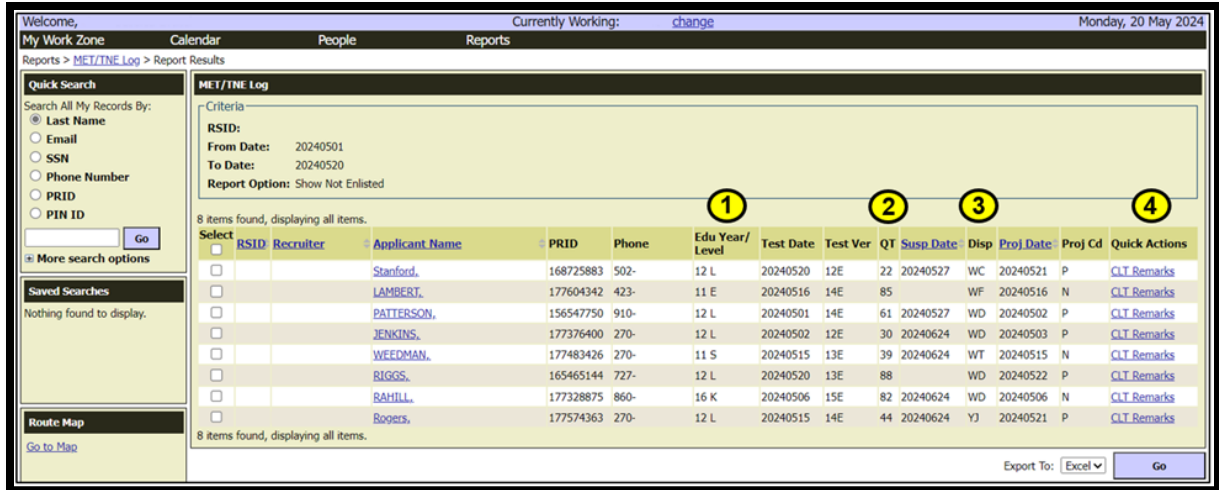 Welcome, Currently Working: change Monday, 20 May 2024
My Work Zone Calendar People Reports
Reports > MET/TNE Log > Report Results
Quick Search
Search All My Records By:
Last Name
Email
SSN
Phone Number
PRID
PIN ID
Go
More search options
Saved Searches
Nothing found to display.
Route Map
Go to Map
MET/TNE Log
Criteria
RSID:
From Date: 20240501
To Date: 20240520
Report Option: Show Not Enlisted
1 2 3 4
8 items found, displaying all items.
Select RSID Recruiter Applicant Name PRID Phone Edu Year/ Level Test Date Test Ver QT Susp Date Disp Proj Date Proj Cd Quick Actions
Stanford, 168725883 502- 12 L 20240520 12E 22 20240527 WC 20240521 P CLT Remarks
LAMBERT, 177604342 423- 11 E 20240516 14E 85 WF 20240516 N CLT Remarks
PATTERSON, 156547750 910- 12 L 20240501 14E 61 20240527 WD 20240502 P CLT Remarks
JENKINS, 177376400 270- 12 L 20240502 12E 30 20240624 WD 20240503 P CLT Remarks
WEEDMAN, 177483426 270- 11 S 20240515 13E 39 20240624 WT 20240515 N CLT Remarks
RIGGS, 165465144 727- 12 L 20240520 13E 88 WD 20240522 P CLT Remarks
RAHILL, 177328875 860- 16 K 20240506 15E 82 20240624 WD 20240506 N CLT Remarks
Rogers, 177574363 270- 12 L 20240515 14E 44 20240624 YJ 20240521 P CLT Remarks
8 items found, displaying all items.
Export To: Excel Go